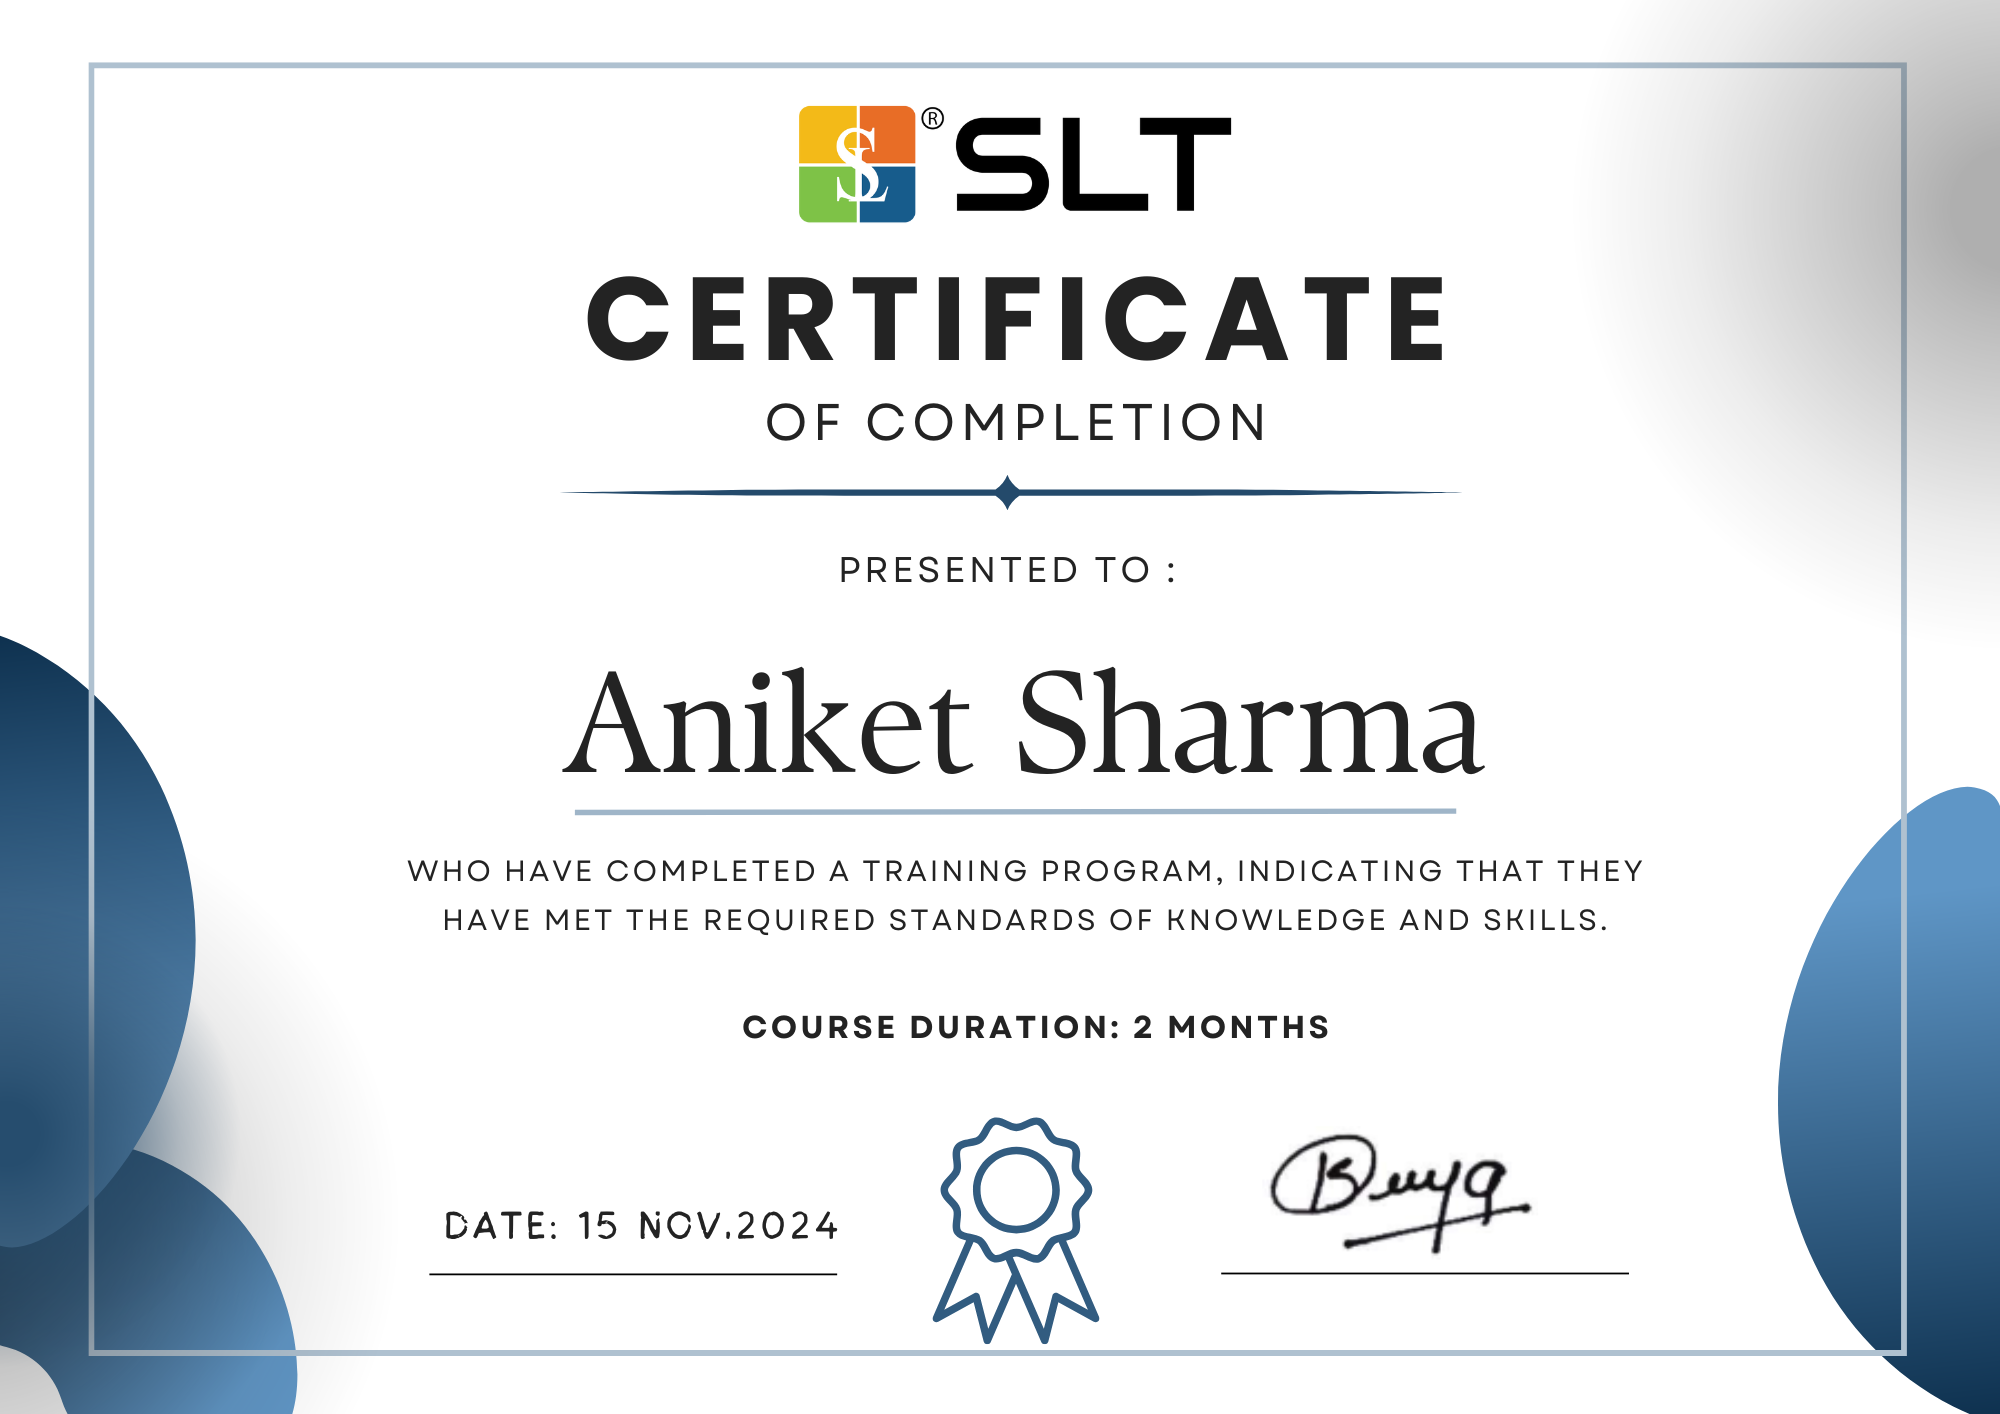 SL ® SLT
CERTIFICATE
OF COMPLETION
PRESENTED TO :
Aniket Sharma
WHO HAVE COMPLETED A TRAINING PROGRAM, INDICATING THAT THEY
HAVE MET THE REQUIRED STANDARDS OF KNOWLEDGE AND SKILLS.
COURSE DURATION: 2 MONTHS
DATE: 15 NOV.2024